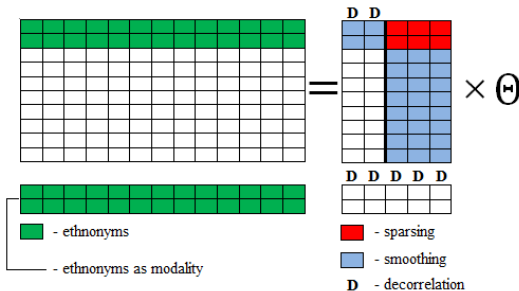 D D
= × Θ
D D D D D
- ethnonyms
- ethnonyms as modality
- sparsing
- smoothing
D - decorrelation